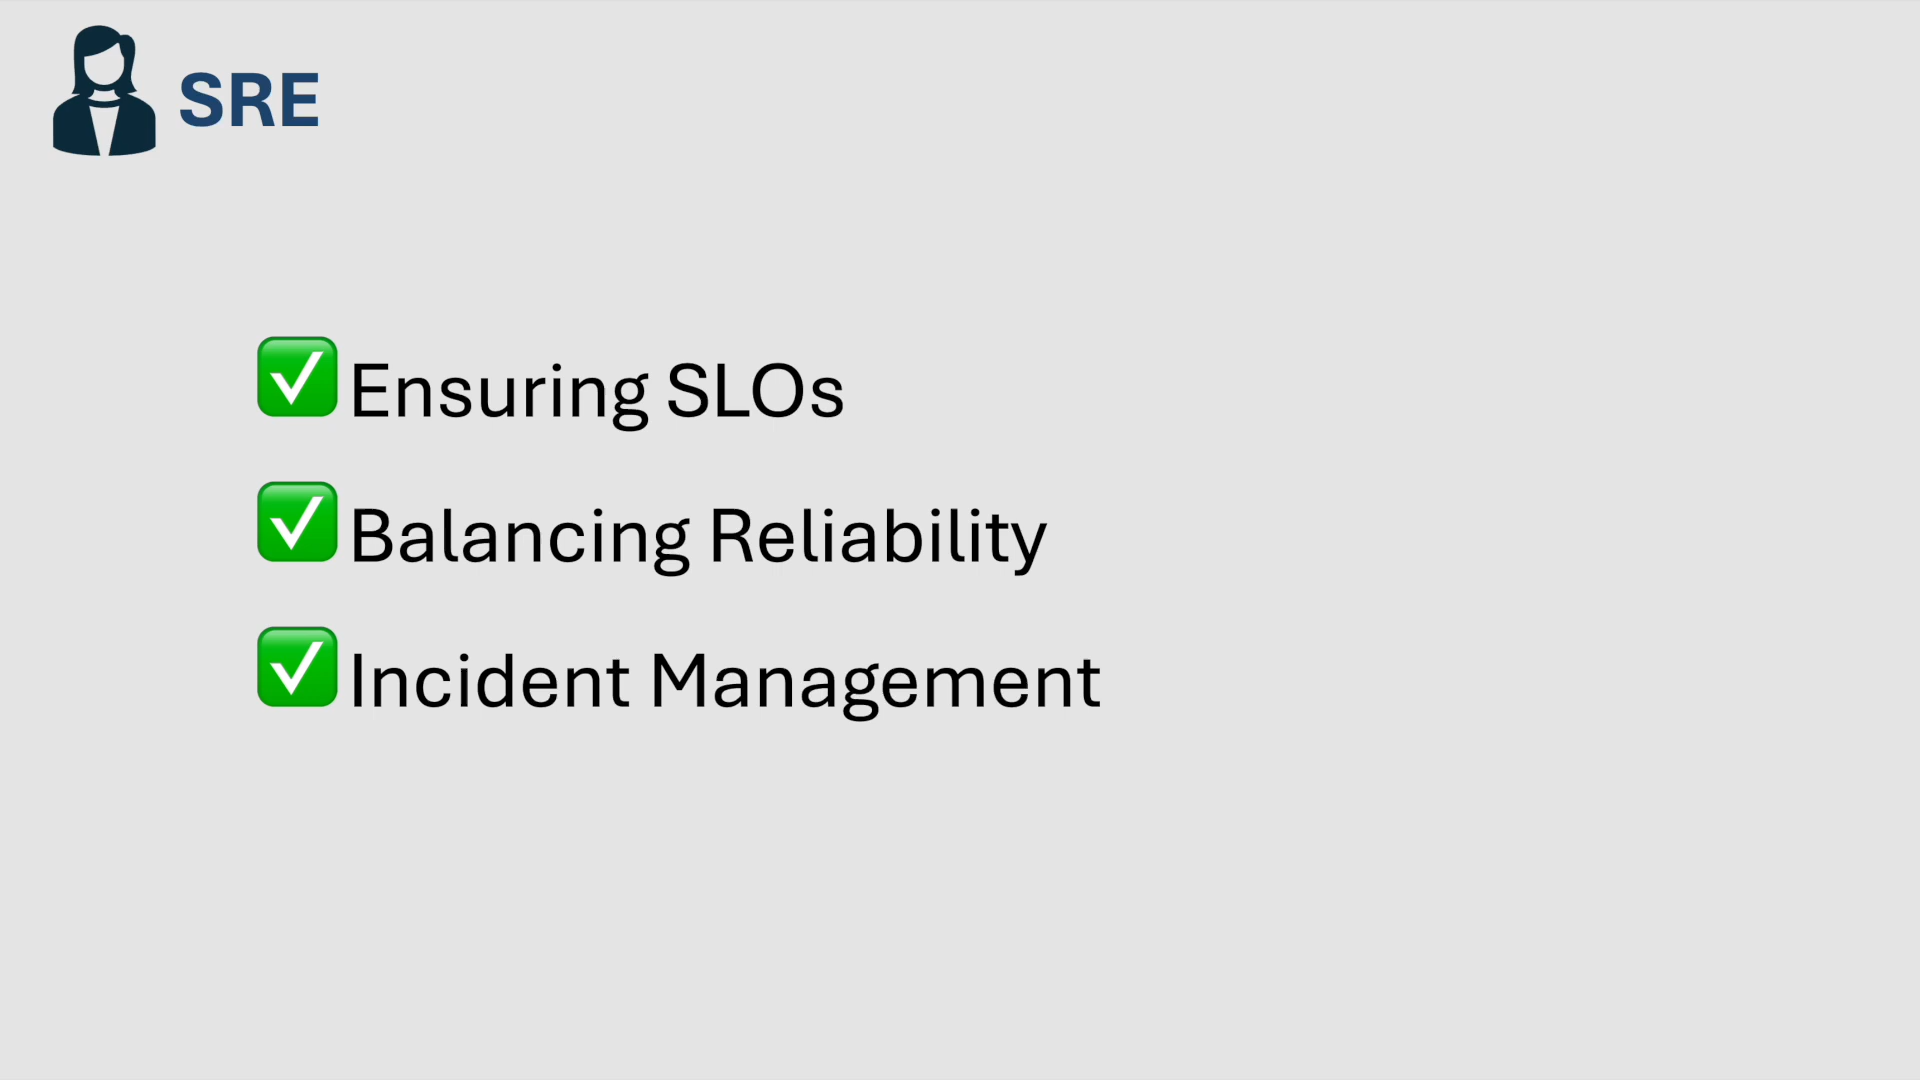 SRE
✅ Ensuring SLOs
✅ Balancing Reliability
✅ Incident Management